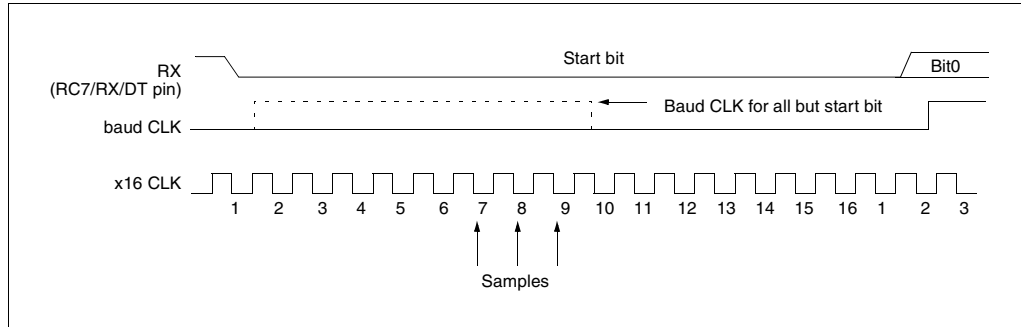 Start bit
Bit0
RX
(RC7/RX/DT pin)
Baud CLK for all but start bit
baud CLK
x16 CLK
1 2 3 4 5 6 7 8 9 10 11 12 13 14 15 16 1 2 3
Samples